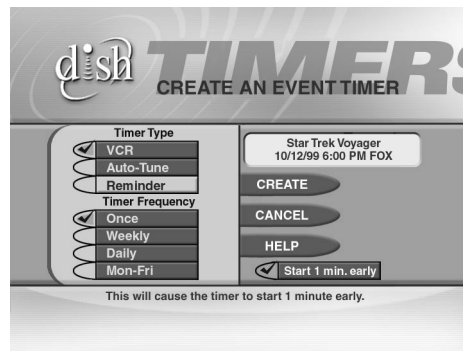 dish
TIMERS
CREATE AN EVENT TIMER
Timer Type
VCR
Auto-Tune
Reminder
Timer Frequency
Once
Weekly
Daily
Mon-Fri
Star Trek Voyager
10/12/99 6:00 PM FOX
CREATE
CANCEL
HELP
Start 1 min. early
This will cause the timer to start 1 minute early.